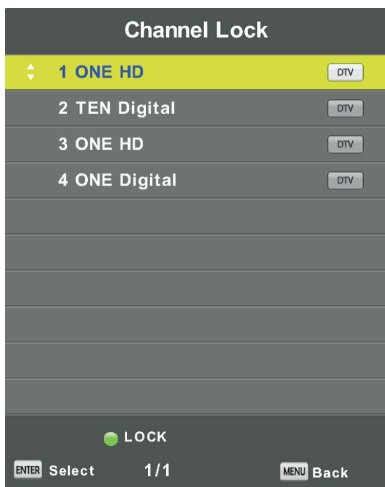 Channel Lock
1 ONE HD DTV
2 TEN Digital DTV
3 ONE HD DTV
4 ONE Digital DTV
LOCK
ENTER Select 1/1 MENU Back